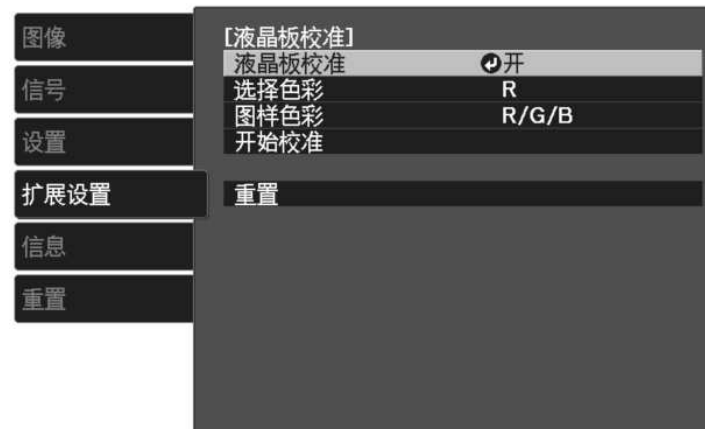 图像
信号
设置
扩展设置
信息
重置
[液晶板校准]
液晶板校准 开
选择色彩 R
图样色彩 R/G/B
开始校准
重置